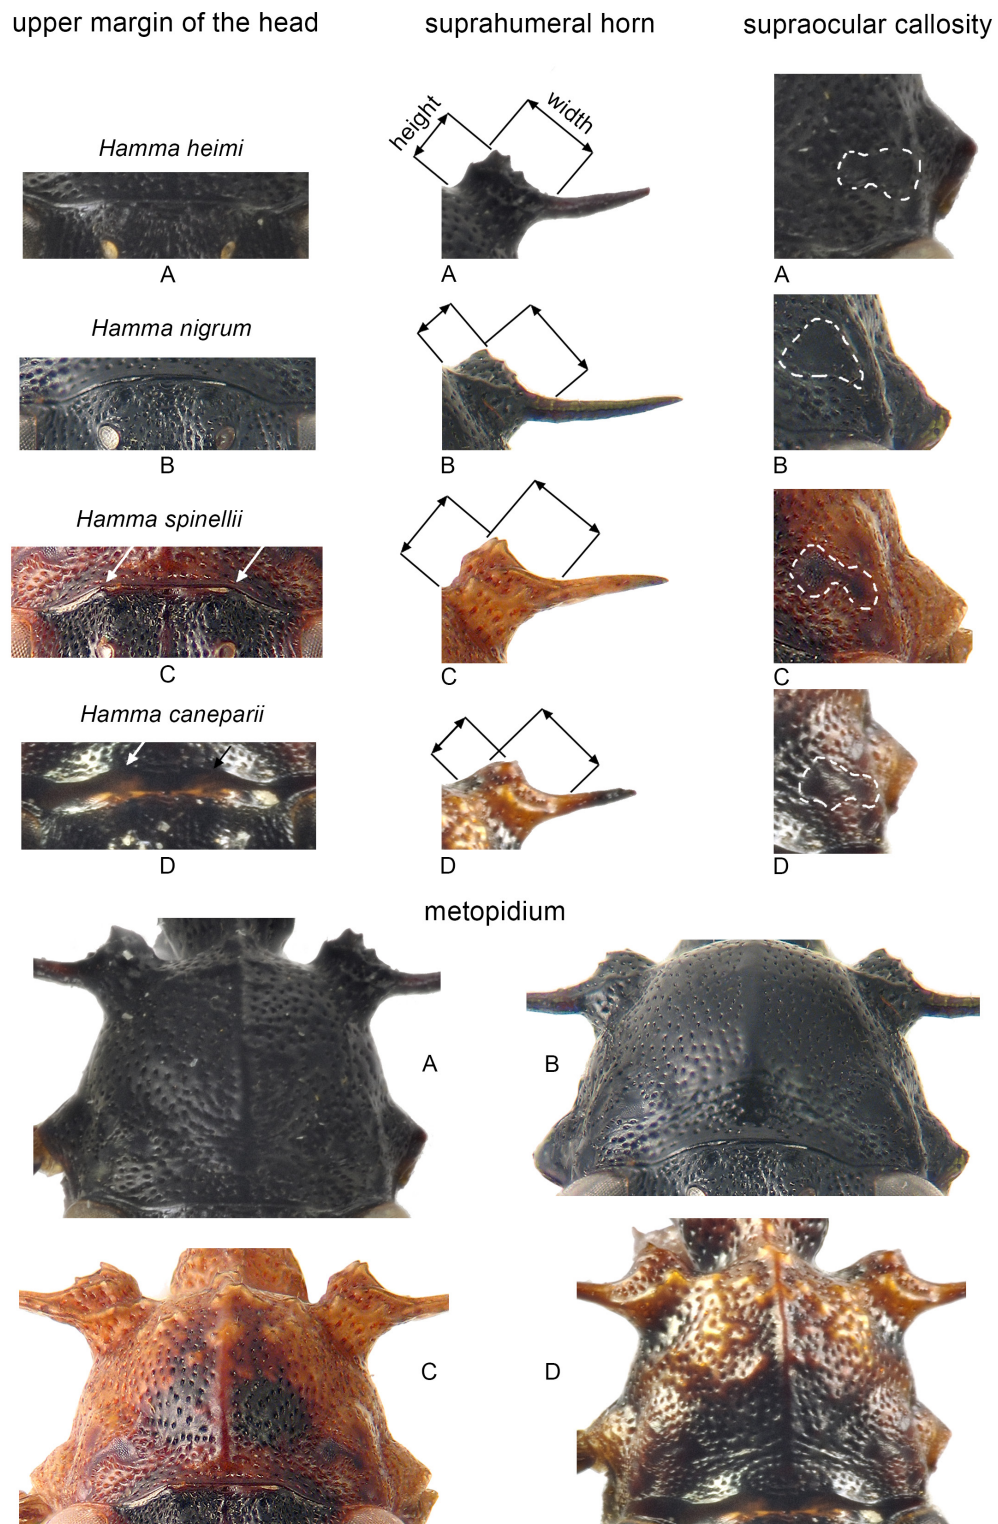 upper margin of the head
suprahumeral horn
supraocular callosity
height
width
Hamma heimi
A
A
A
Hamma nigrum
B
B
B
Hamma spinellii
C
C
C
Hamma caneparii
D
D
D
metopidium
A
B
C
D